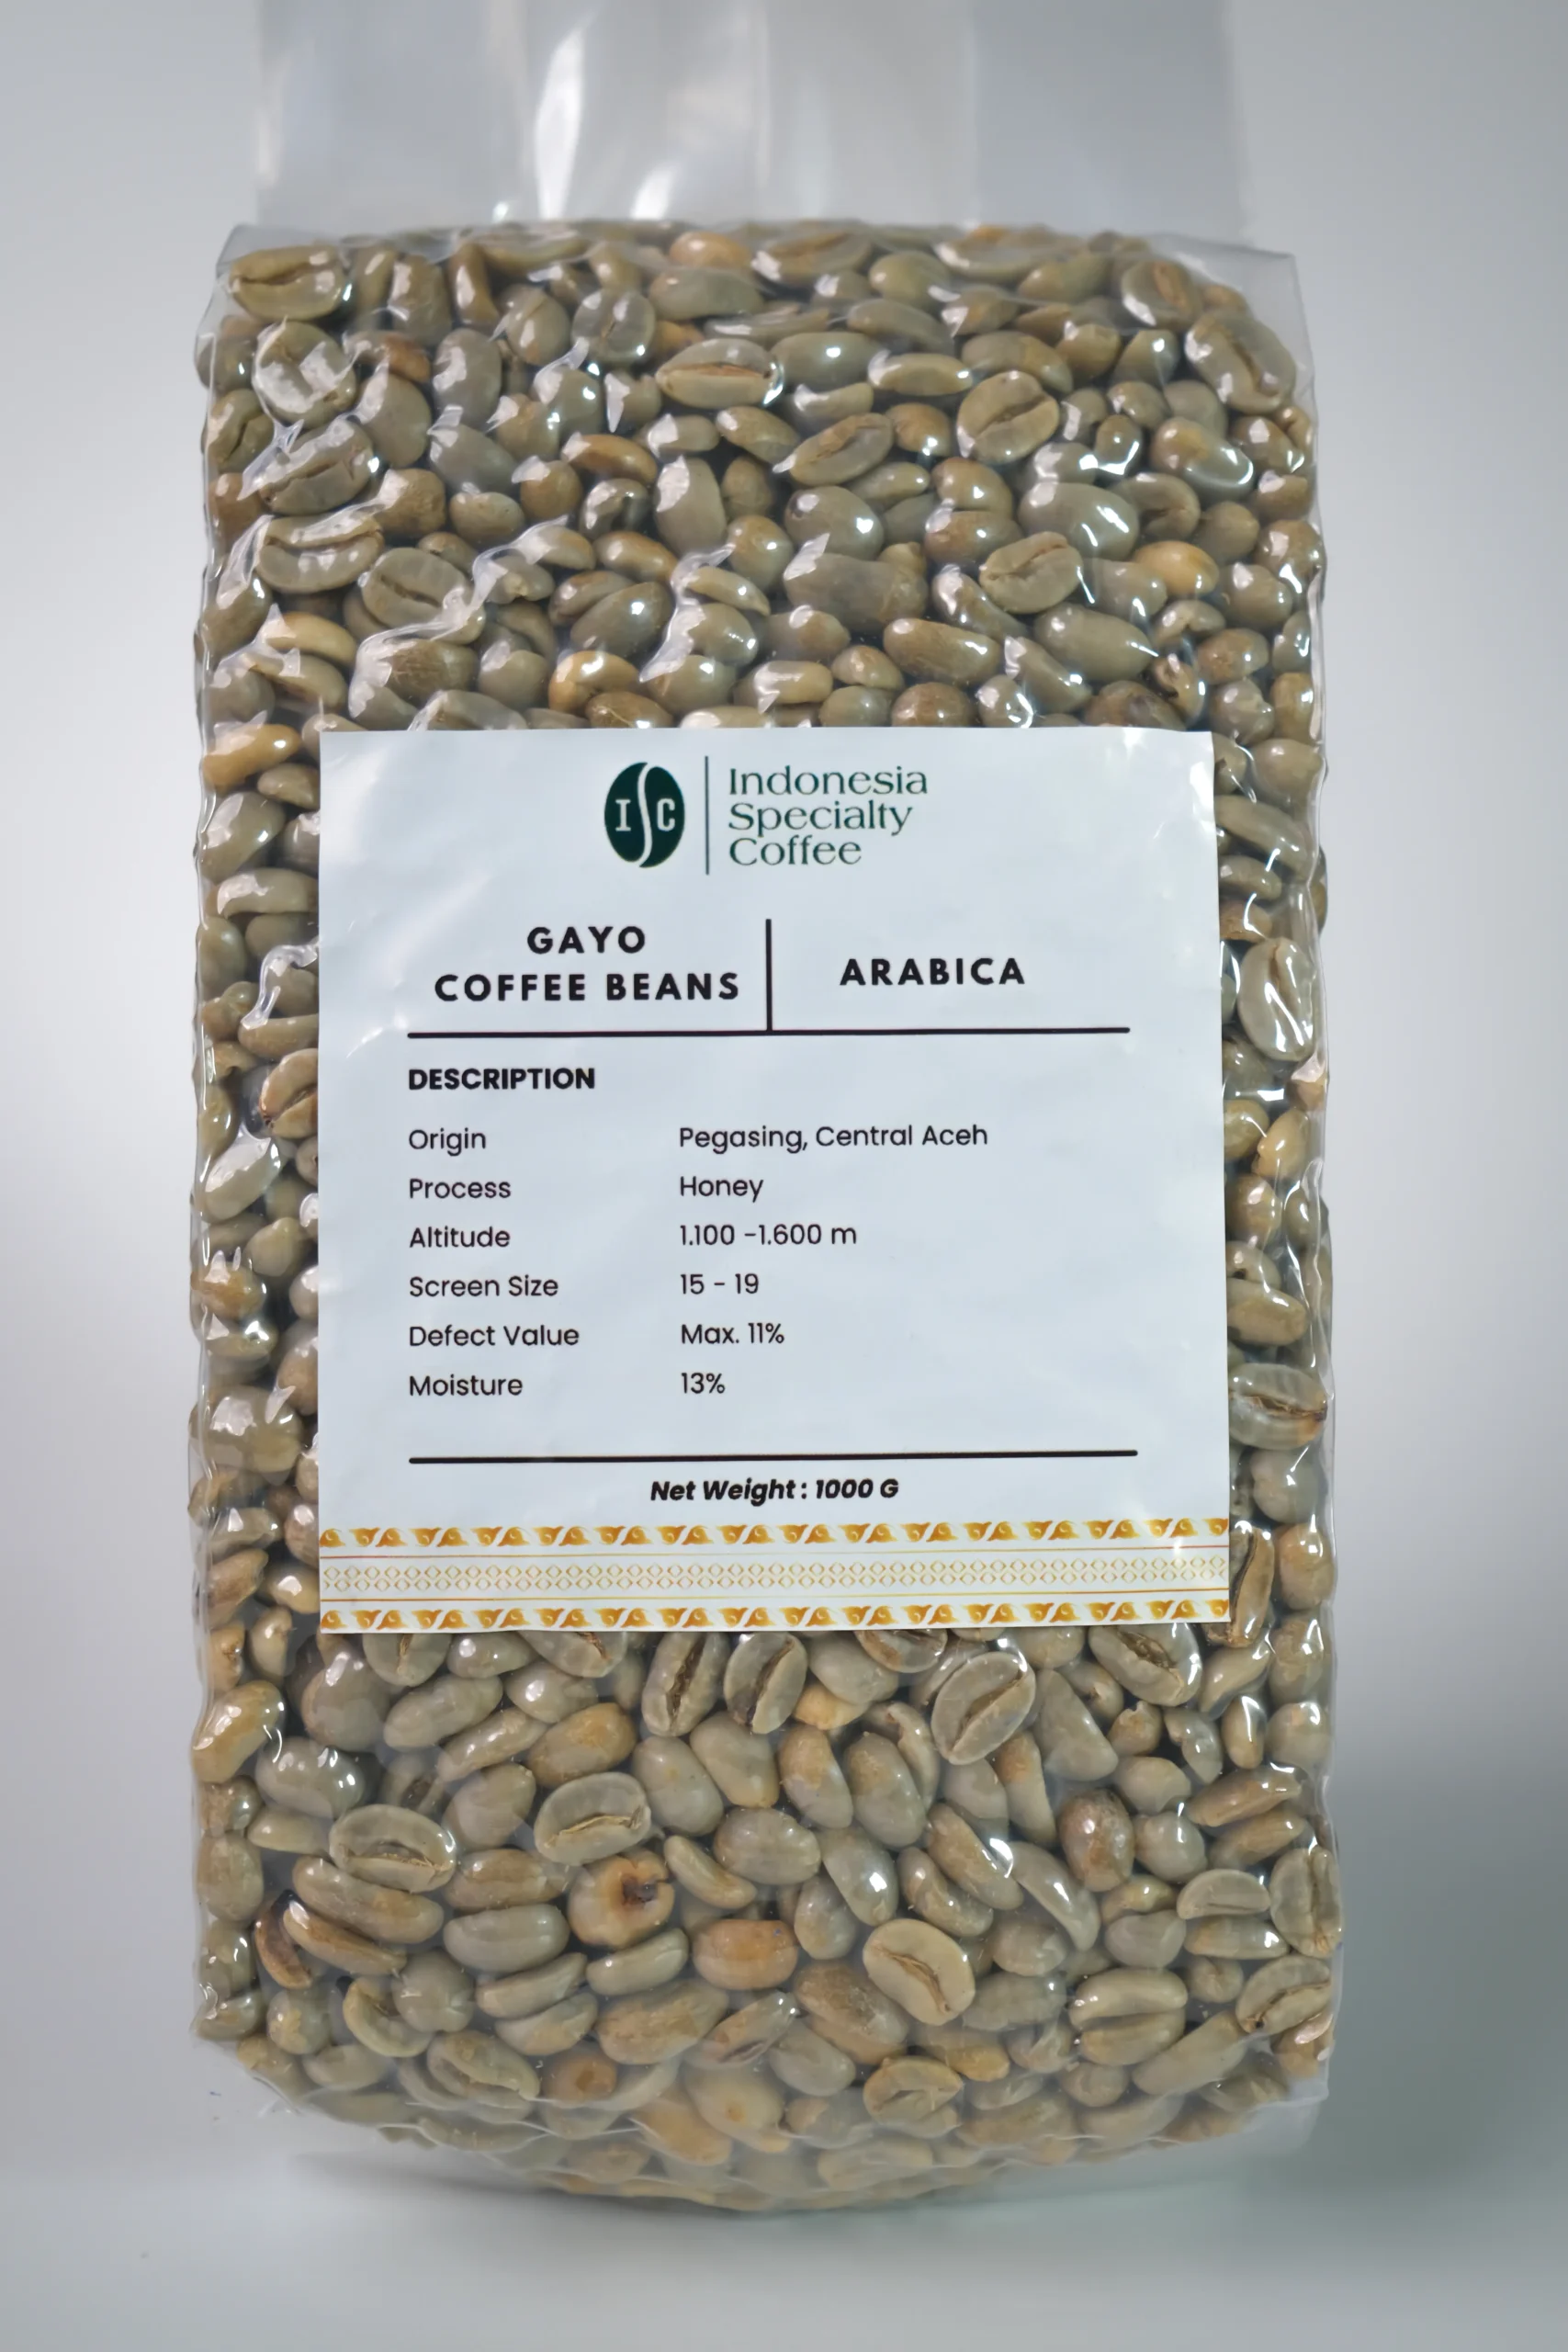 ISC
Indonesia
Specialty
Coffee
GAYO
COFFEE BEANS
ARABICA
DESCRIPTION
Origin Pegasing, Central Aceh
Process Honey
Altitude 1.100 -1.600 m
Screen Size 15 - 19
Defect Value Max. 11%
Moisture 13%
Net Weight : 1000 G